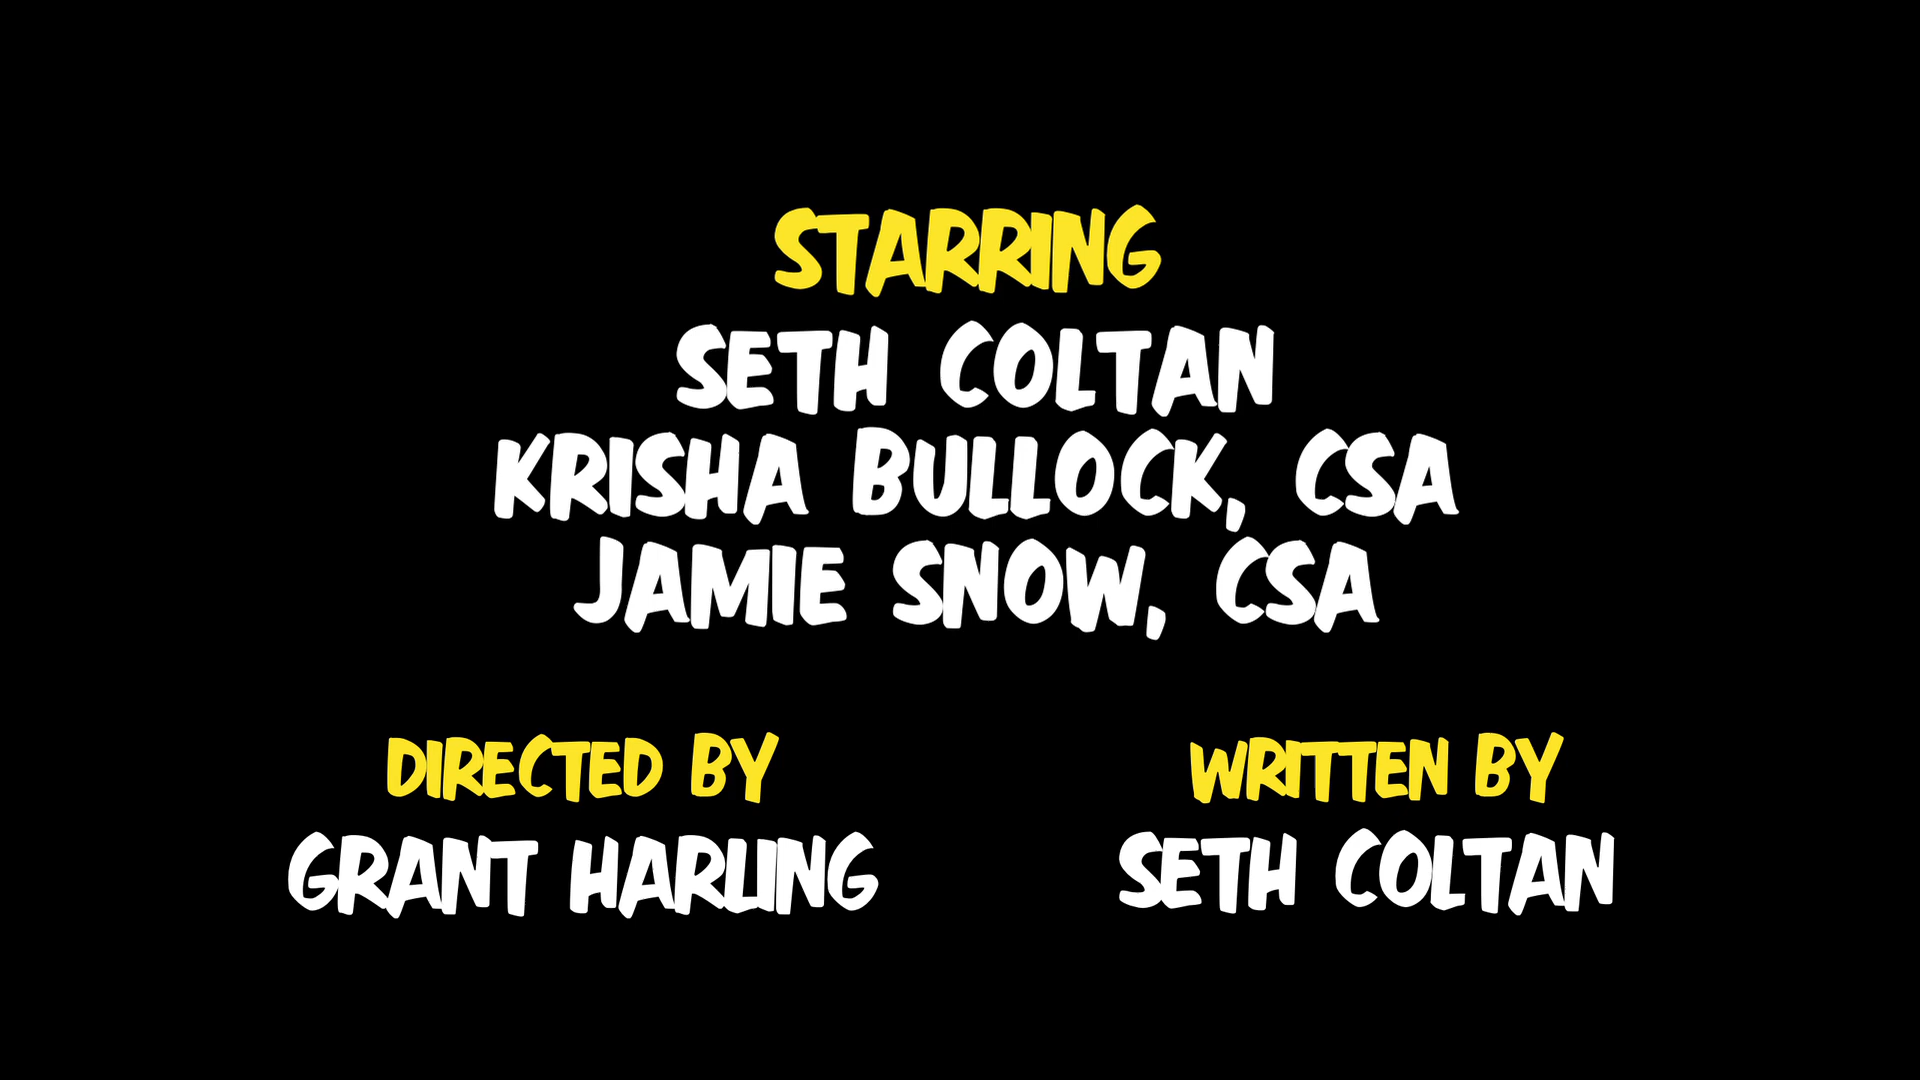 STARRING
SETH COLTAN
KRISHA BULLOCK, CSA
JAMIE SNOW, CSA
DIRECTED BY
GRANT HARLING
WRITTEN BY
SETH COLTAN